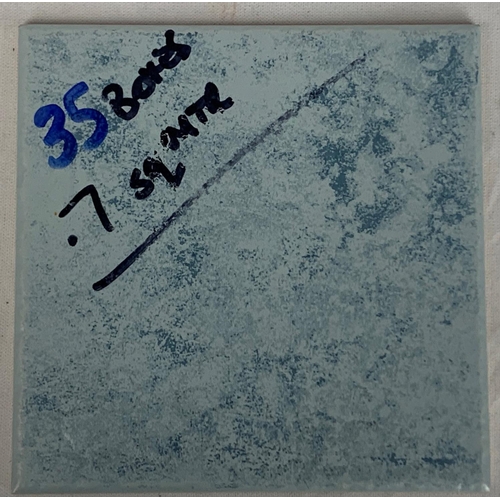 35 Boxes
.7 SQ MTR